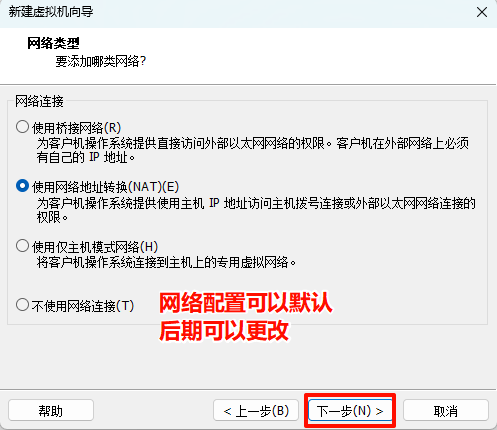 新建虚拟机向导
网络类型
要添加哪类网络?
网络连接
使用桥接网络(R)
为客户机操作系统提供直接访问外部以太网网络的权限。客户机在外部网络上必须
有自己的 IP 地址。
使用网络地址转换(NAT)(E)
为客户机操作系统提供使用主机 IP 地址访问主机拨号连接或外部以太网网络连接的
权限。
使用仅主机模式网络(H)
将客户机操作系统连接到主机上的专用虚拟网络。
不使用网络连接(T)
网络配置可以默认
后期可以更改
帮助
< 上一步(B)
下一步(N) >
取消